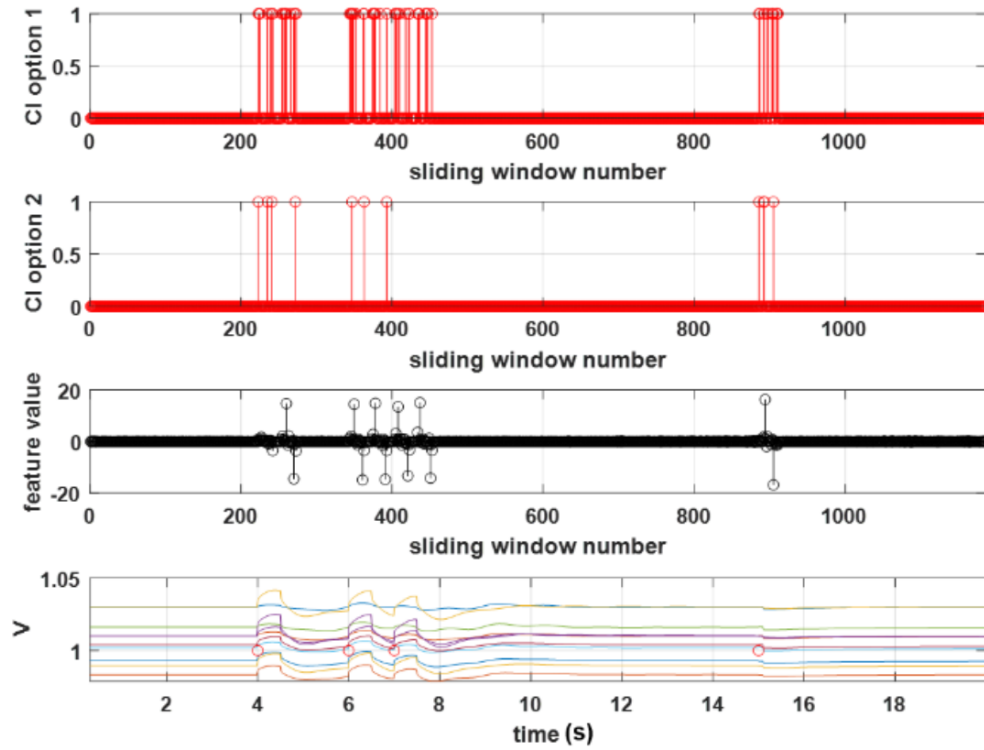 CI option 1
1
0.5
0
0 200 400 600 800 1000
sliding window number
CI option 2
1
0.5
0
0 200 400 600 800 1000
sliding window number
feature value
20
0
-20
0 200 400 600 800 1000
sliding window number
V
1.05
1
2 4 6 8 10 12 14 16 18
time (s)